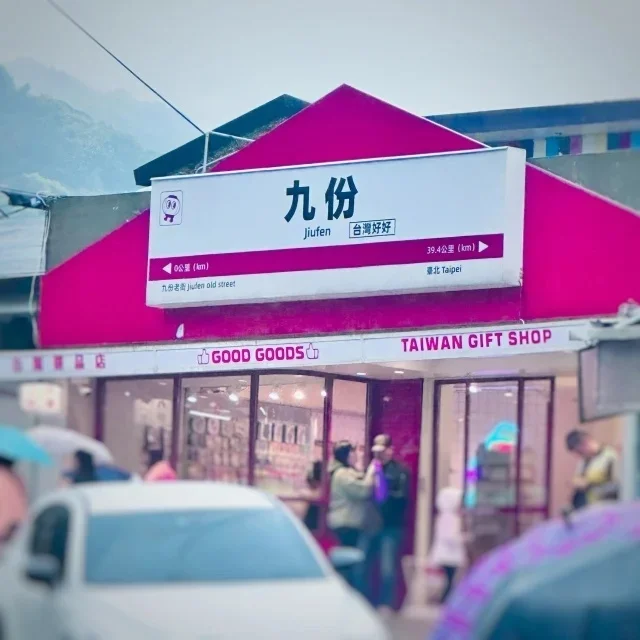 九份
Jiufen 台灣好好
0公里 (km) 39.4公里 (km)
九份老街 Jiufen old street 臺北 Taipei
GOOD GOODS TAIWAN GIFT SHOP